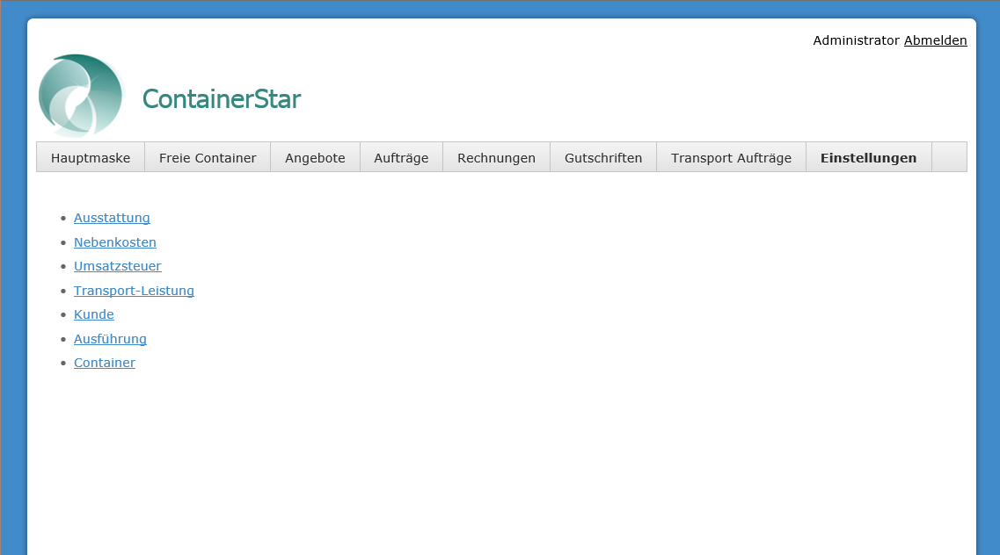 Administrator Abmelden
ContainerStar
Hauptmaske Freie Container Angebote Aufträge Rechnungen Gutschriften Transport Aufträge Einstellungen
Ausstattung
Nebenkosten
Umsatzsteuer
Transport-Leistung
Kunde
Ausführung
Container